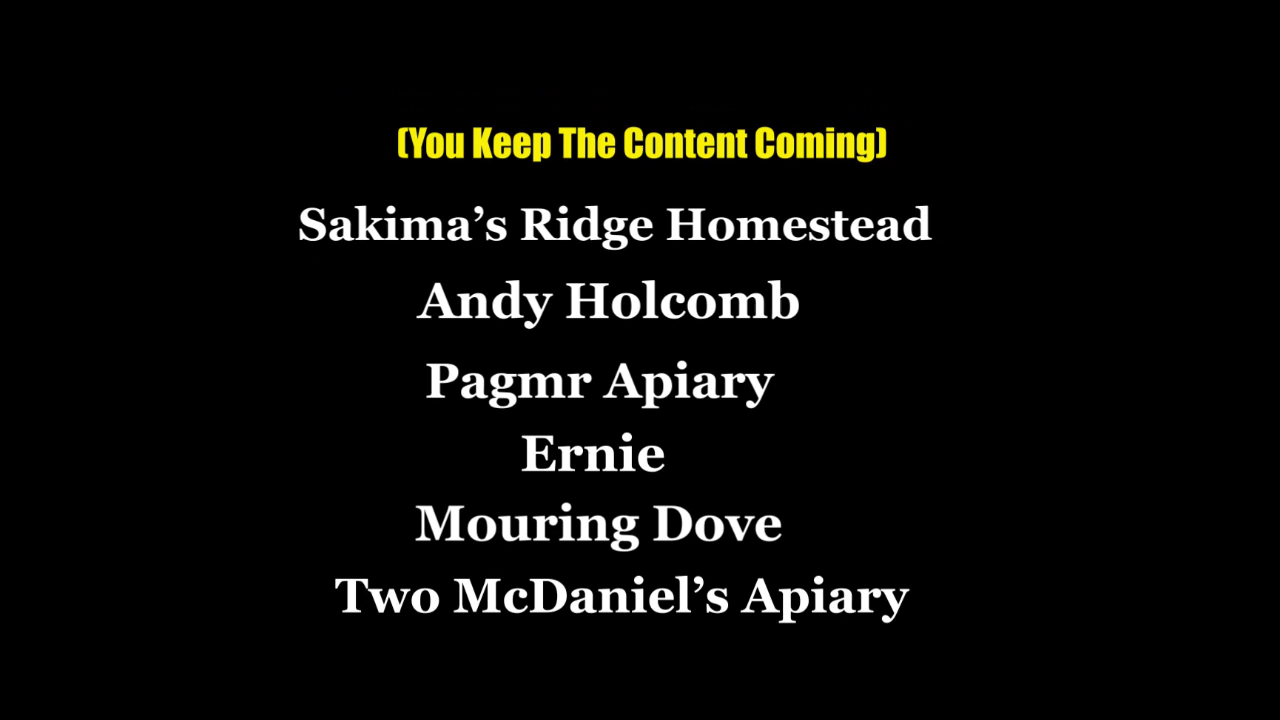 (You Keep The Content Coming)
Sakima’s Ridge Homestead
Andy Holcomb
Pagmr Apiary
Ernie
Mouring Dove
Two McDaniel’s Apiary